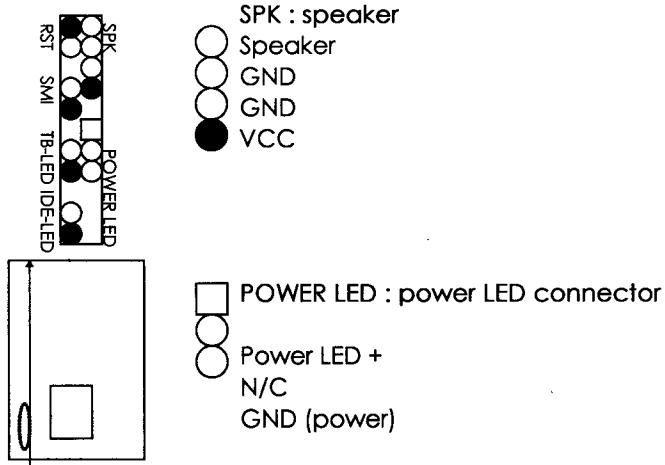 SPK : speaker
Speaker
GND
GND
VCC
RST
SPK
SMI
TB-LED
IDE-LED
POWER LED
POWER LED : power LED connector
Power LED +
N/C
GND (power)